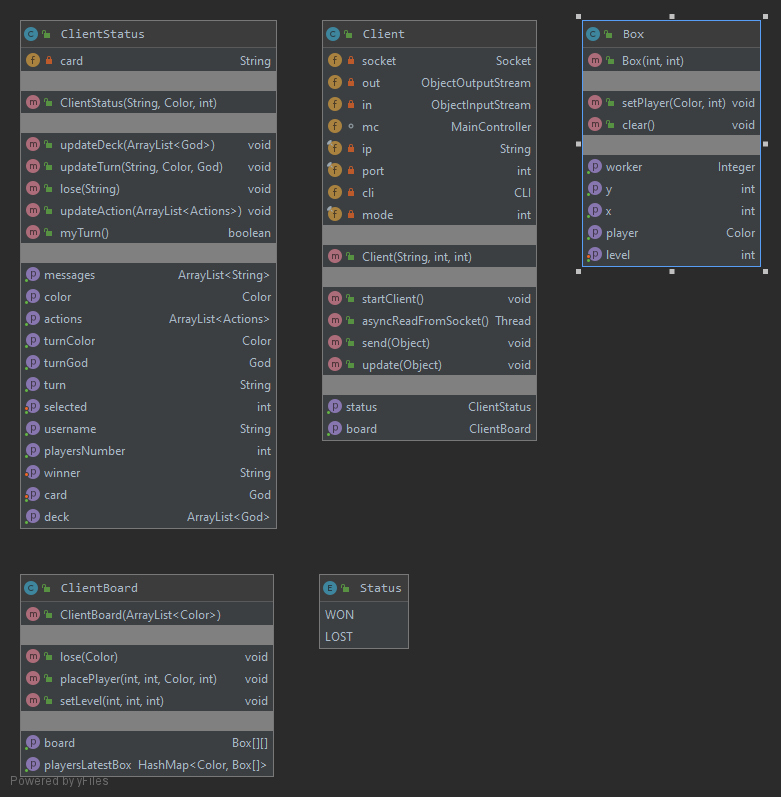 ClientStatus
card String
ClientStatus(String, Color, int)
updateDeck(ArrayList<God>) void
updateTurn(String, Color, God) void
lose(String) void
updateAction(ArrayList<Actions>) void
myTurn() boolean
messages ArrayList<String>
color Color
actions ArrayList<Actions>
turnColor Color
turnGod God
turn String
selected int
username String
playersNumber int
winner String
card God
deck ArrayList<God>
Client
socket Socket
out ObjectOutputStream
in ObjectInputStream
mc MainController
ip String
port int
cli CLI
mode int
Client(String, int, int)
startClient() void
asyncReadFromSocket() Thread
send(Object) void
update(Object) void
status ClientStatus
board ClientBoard
Box
Box(int, int)
setPlayer(Color, int) void
clear() void
worker Integer
y int
x int
player Color
level int
ClientBoard
ClientBoard(ArrayList<Color>)
lose(Color) void
placePlayer(int, int, Color, int) void
setLevel(int, int, int) void
board Box[][]
playersLatestBox HashMap<Color, Box[]>
Status
WON
LOST
Powered by yFiles